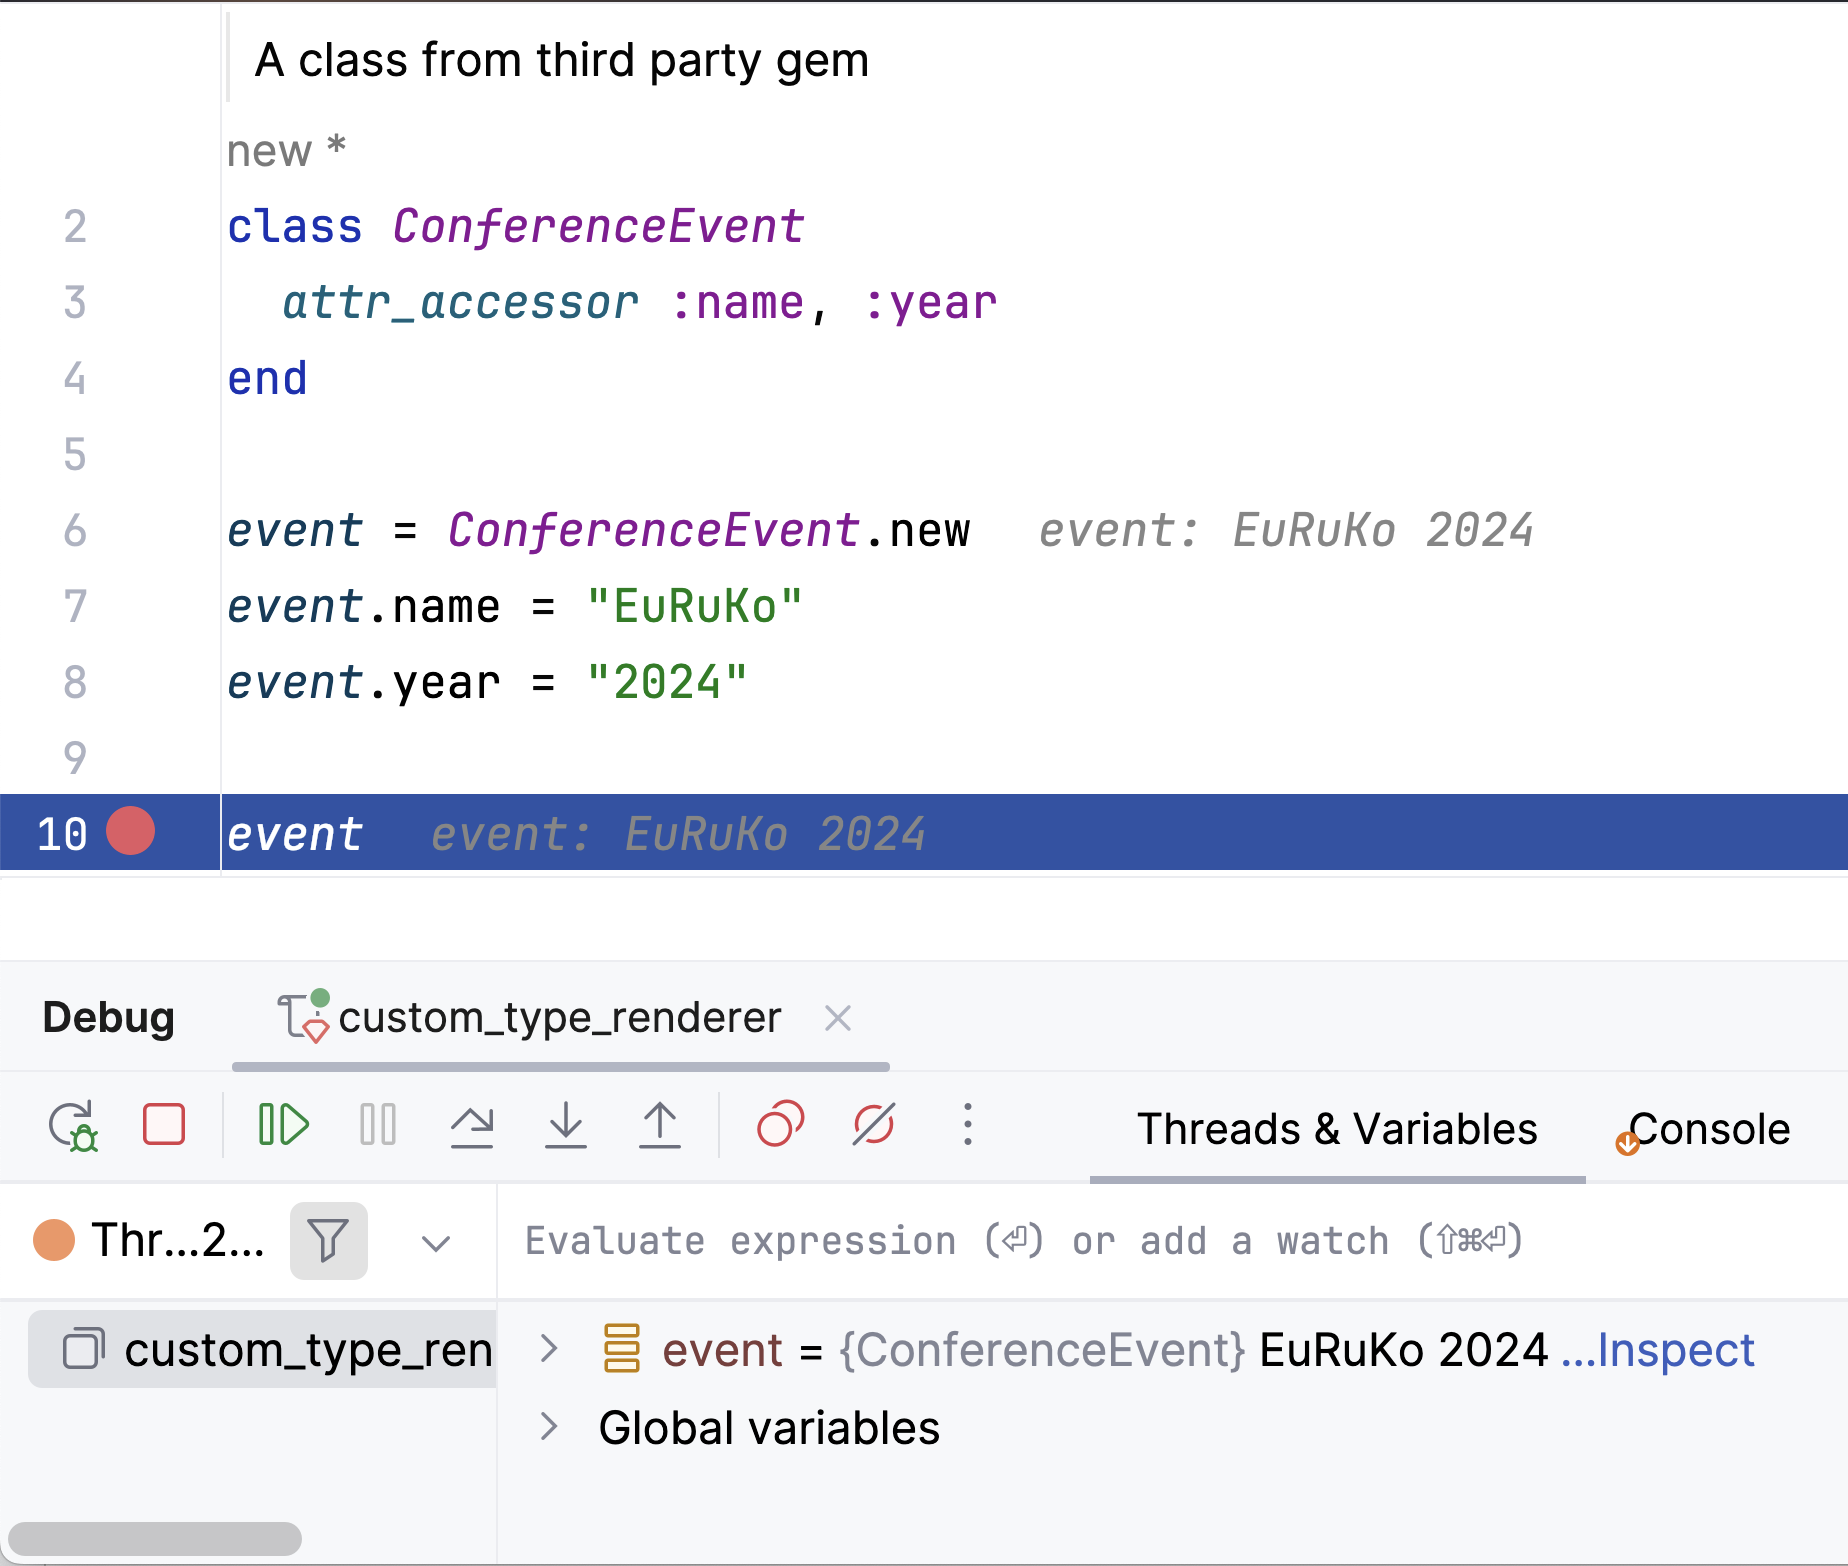 A class from third party gem
new *
2 class ConferenceEvent
3 attr_accessor :name, :year
4 end
5
6 event = ConferenceEvent.new event: EuRuKo 2024
7 event.name = "EuRuKo"
8 event.year = "2024"
9
10 event event: EuRuKo 2024
Debug custom_type_renderer
Threads & Variables Console
Thr...2... Evaluate expression (⏎) or add a watch (⇧⌘⏎)
custom_type_ren event = {ConferenceEvent} EuRuKo 2024 ...Inspect
Global variables